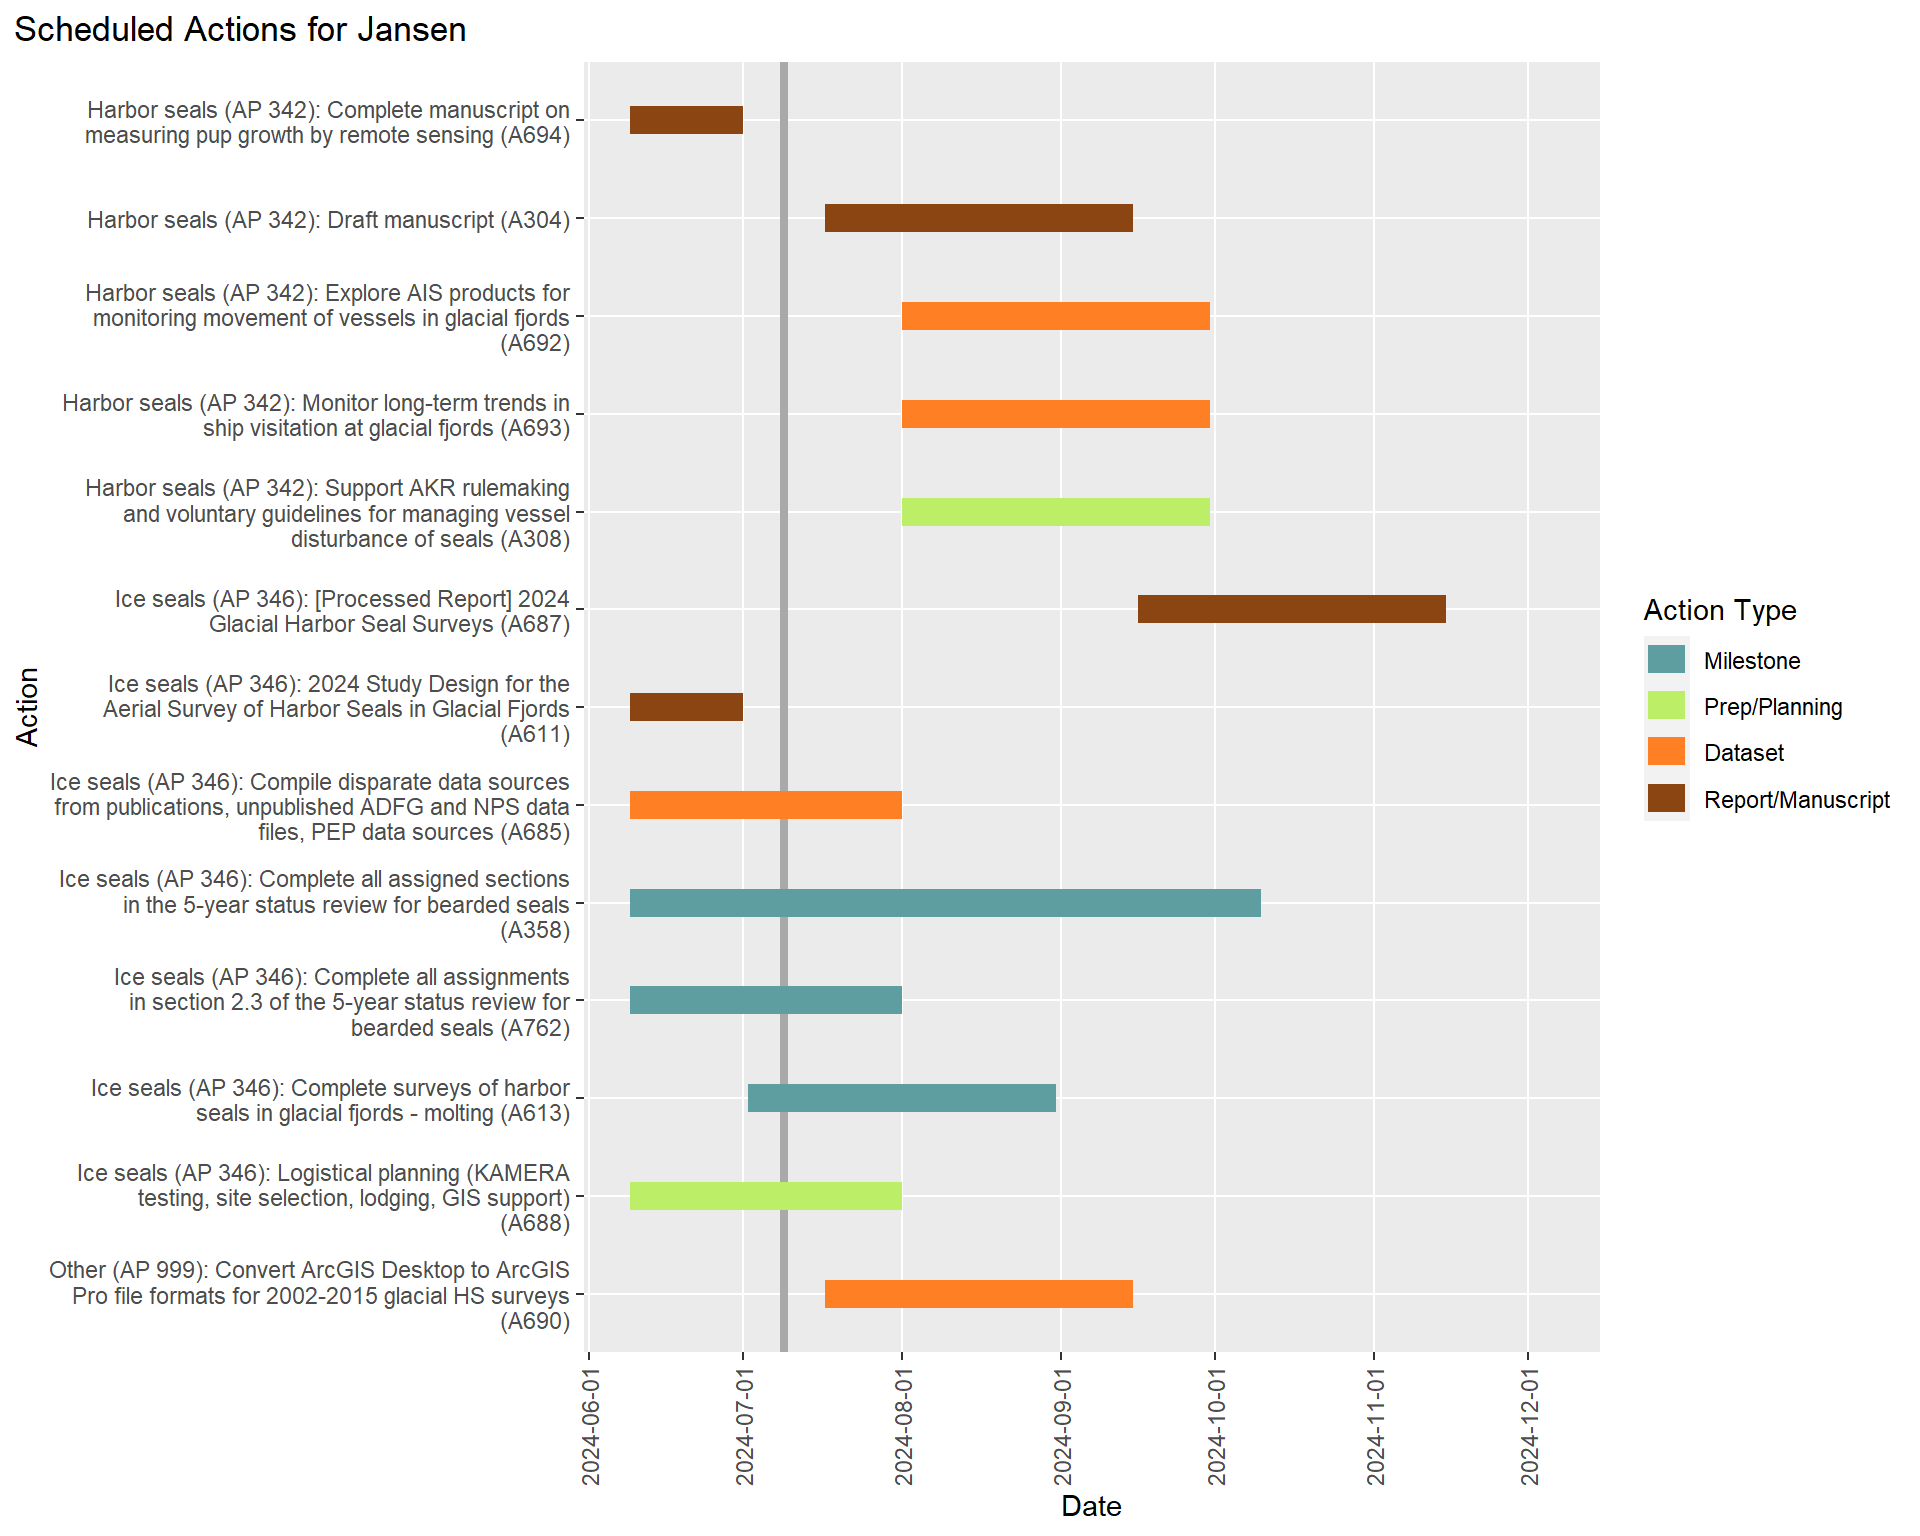 Scheduled Actions for Jansen
Harbor seals (AP 342): Complete manuscript on
measuring pup growth by remote sensing (A694)
Harbor seals (AP 342): Draft manuscript (A304)
Harbor seals (AP 342): Explore AIS products for
monitoring movement of vessels in glacial fjords
(A692)
Harbor seals (AP 342): Monitor long-term trends in
ship visitation at glacial fjords (A693)
Harbor seals (AP 342): Support AKR rulemaking
and voluntary guidelines for managing vessel
disturbance of seals (A308)
Ice seals (AP 346): [Processed Report] 2024
Glacial Harbor Seal Surveys (A687)
Ice seals (AP 346): 2024 Study Design for the
Aerial Survey of Harbor Seals in Glacial Fjords
(A611)
Ice seals (AP 346): Compile disparate data sources
from publications, unpublished ADFG and NPS data
files, PEP data sources (A685)
Ice seals (AP 346): Complete all assigned sections
in the 5-year status review for bearded seals
(A358)
Ice seals (AP 346): Complete all assignments
in section 2.3 of the 5-year status review for
bearded seals (A762)
Ice seals (AP 346): Complete surveys of harbor
seals in glacial fjords - molting (A613)
Ice seals (AP 346): Logistical planning (KAMERA
testing, site selection, lodging, GIS support)
(A688)
Other (AP 999): Convert ArcGIS Desktop to ArcGIS
Pro file formats for 2002-2015 glacial HS surveys
(A690)
Action
2024-06-01
2024-07-01
2024-08-01
2024-09-01
2024-10-01
2024-11-01
2024-12-01
Date
Action Type
Milestone
Prep/Planning
Dataset
Report/Manuscript